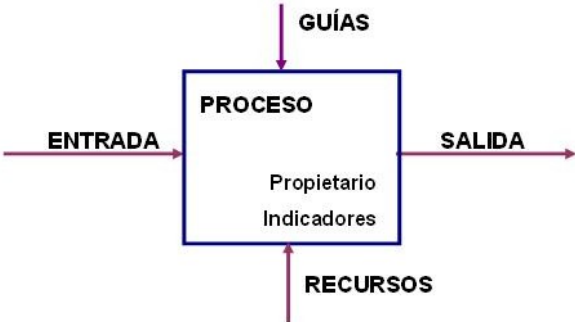 GUÍAS
PROCESO
ENTRADA
SALIDA
Propietario
Indicadores
RECURSOS